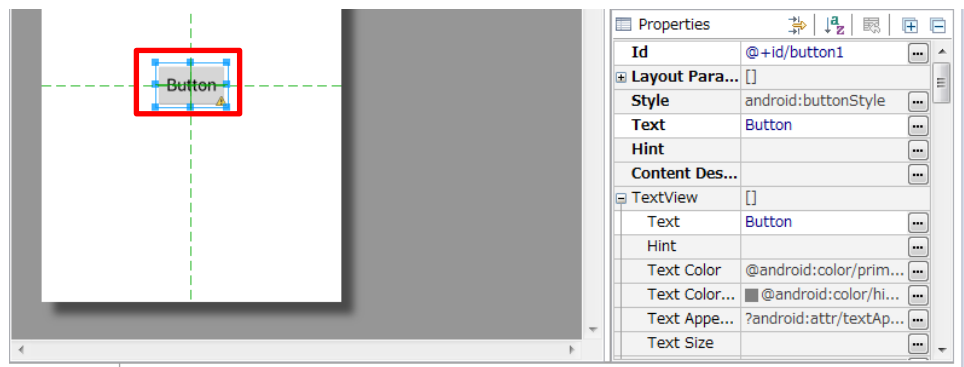 Button
Properties
Id @+id/button1
Layout Para... []
Style android:buttonStyle
Text Button
Hint
Content Des...
TextView []
Text Button
Hint
Text Color @android:color/prim...
Text Color... @android:color/hi...
Text Appe... ?android:attr/textAp...
Text Size